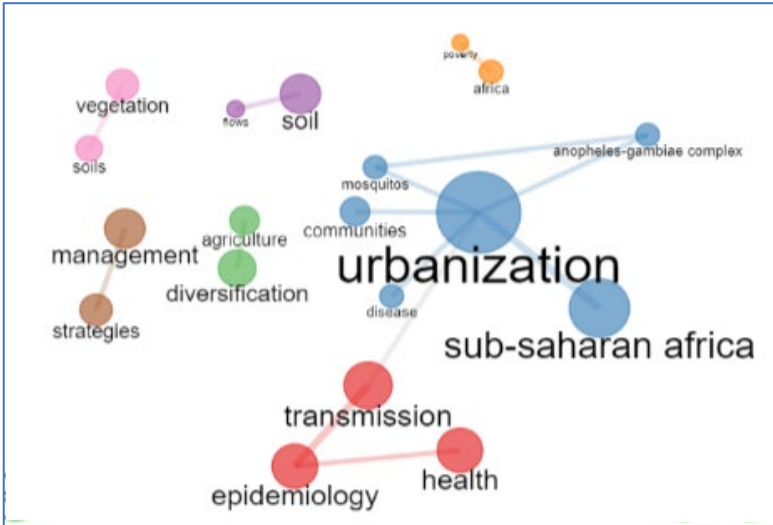 poverty
africa
vegetation
flows
soil
anopheles-gambiae complex
soils
mosquitos
communities
agriculture
management
urbanization
diversification
disease
strategies
sub-saharan africa
transmission
health
epidemiology